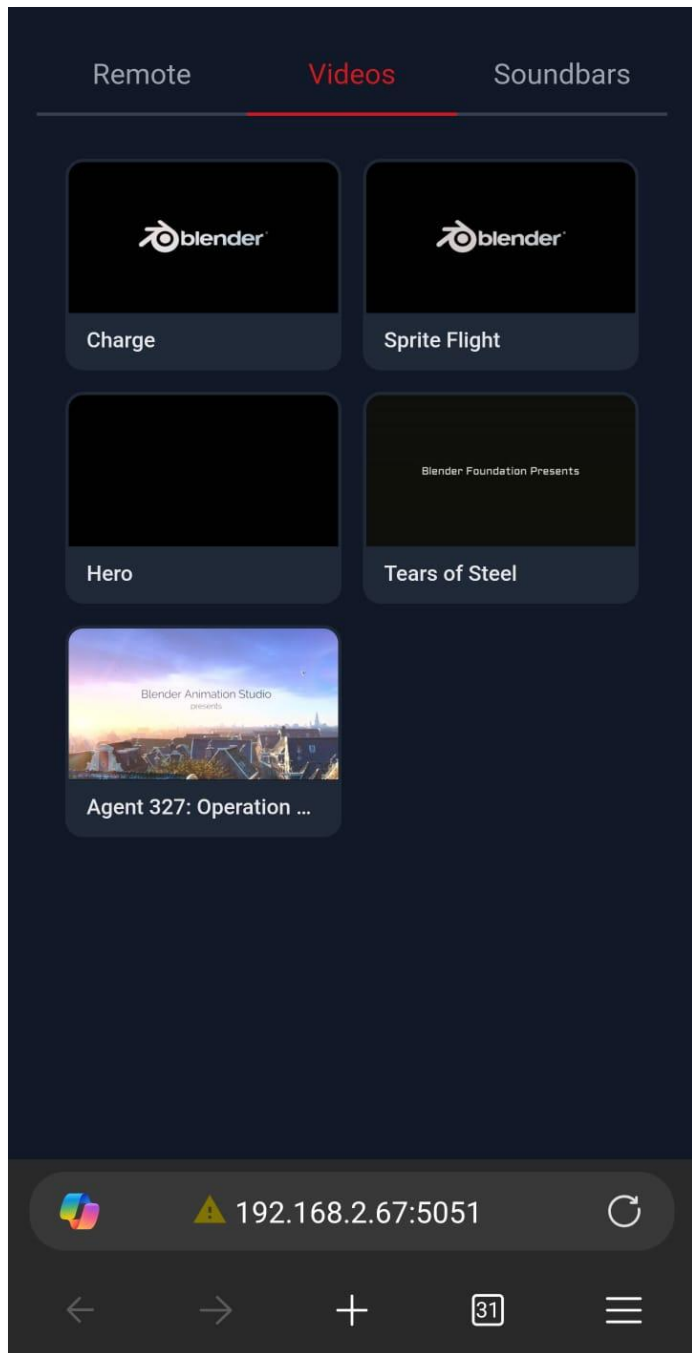 Remote Videos Soundbars
blender
blender
Charge
Sprite Flight
Blender Foundation Presents
Hero
Tears of Steel
Blender Animation Studio
presents
Agent 327: Operation ...
192.168.2.67:5051
31